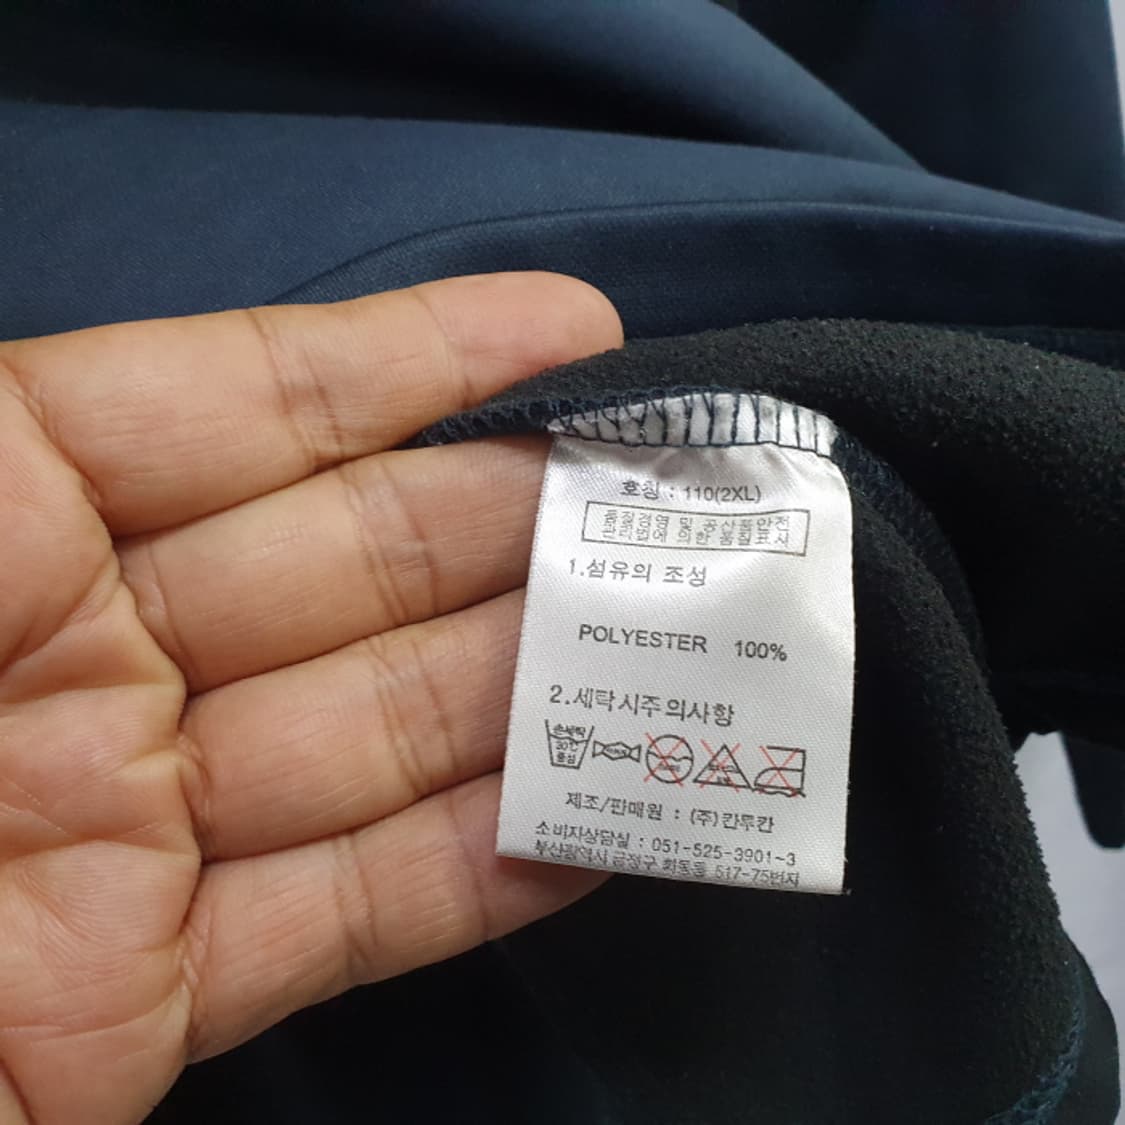 호칭 : 110(2XL)
품질경영 및 공산품안전
관리법에 의한 품질표시
1.섬유의 조성
POLYESTER 100%
2.세탁시주의사항
손세탁
30℃
중성
제조/판매원 : (주)칸투칸
소비자상담실 : 051-525-3901~3
부산광역시 금정구 회동동 517-75번지